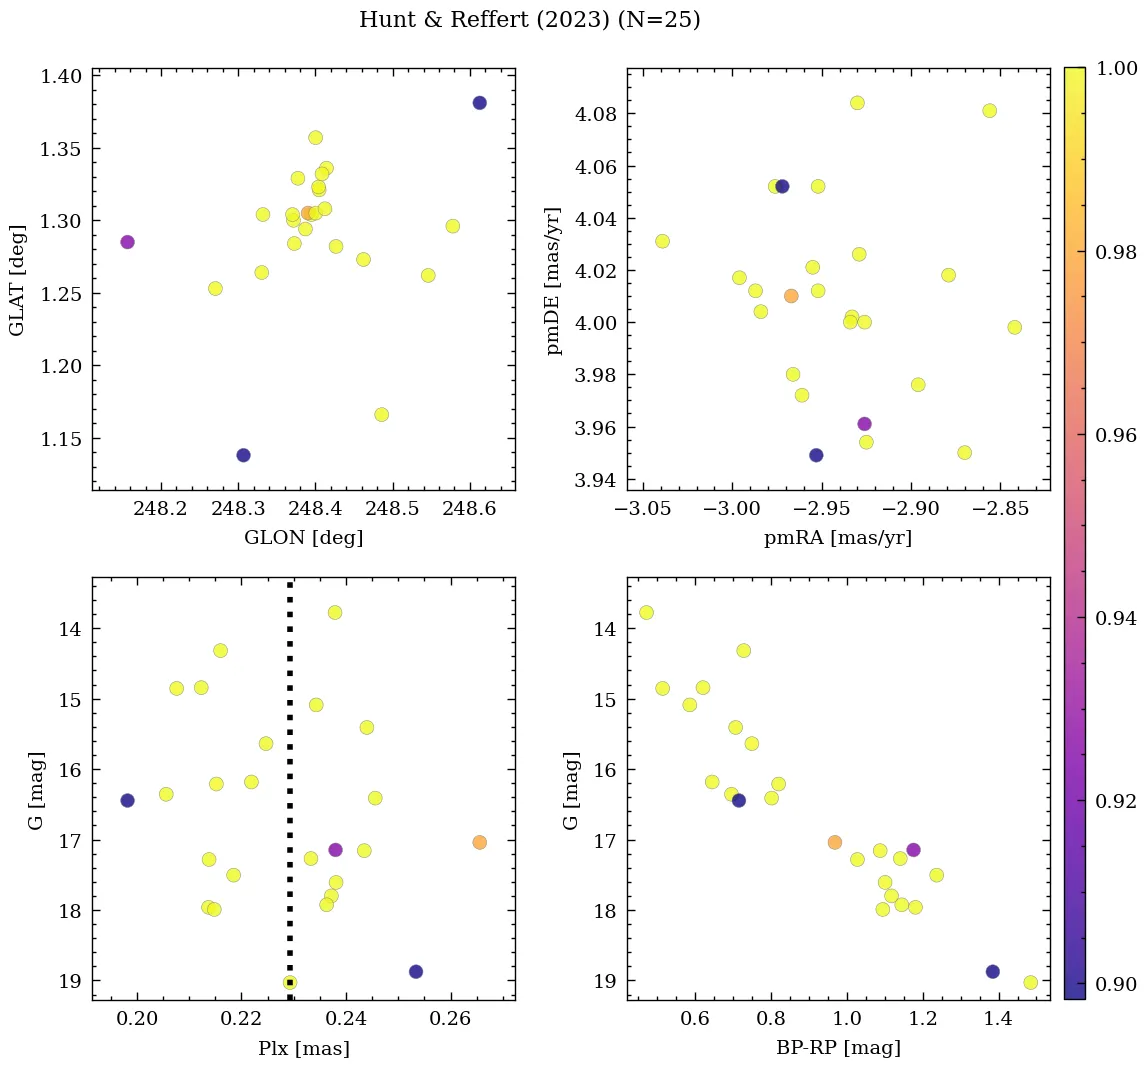 Hunt & Reffert (2023) (N=25)
1.40
1.35
1.30
1.25
1.20
1.15
GLAT [deg]
248.2 248.3 248.4 248.5 248.6
GLON [deg]
4.08
4.06
4.04
4.02
4.00
3.98
3.96
3.94
pmDE [mas/yr]
−3.05 −3.00 −2.95 −2.90 −2.85
pmRA [mas/yr]
14
15
16
17
18
19
G [mag]
0.20 0.22 0.24 0.26
Plx [mas]
14
15
16
17
18
19
G [mag]
0.6 0.8 1.0 1.2 1.4
BP-RP [mag]
1.00
0.98
0.96
0.94
0.92
0.90